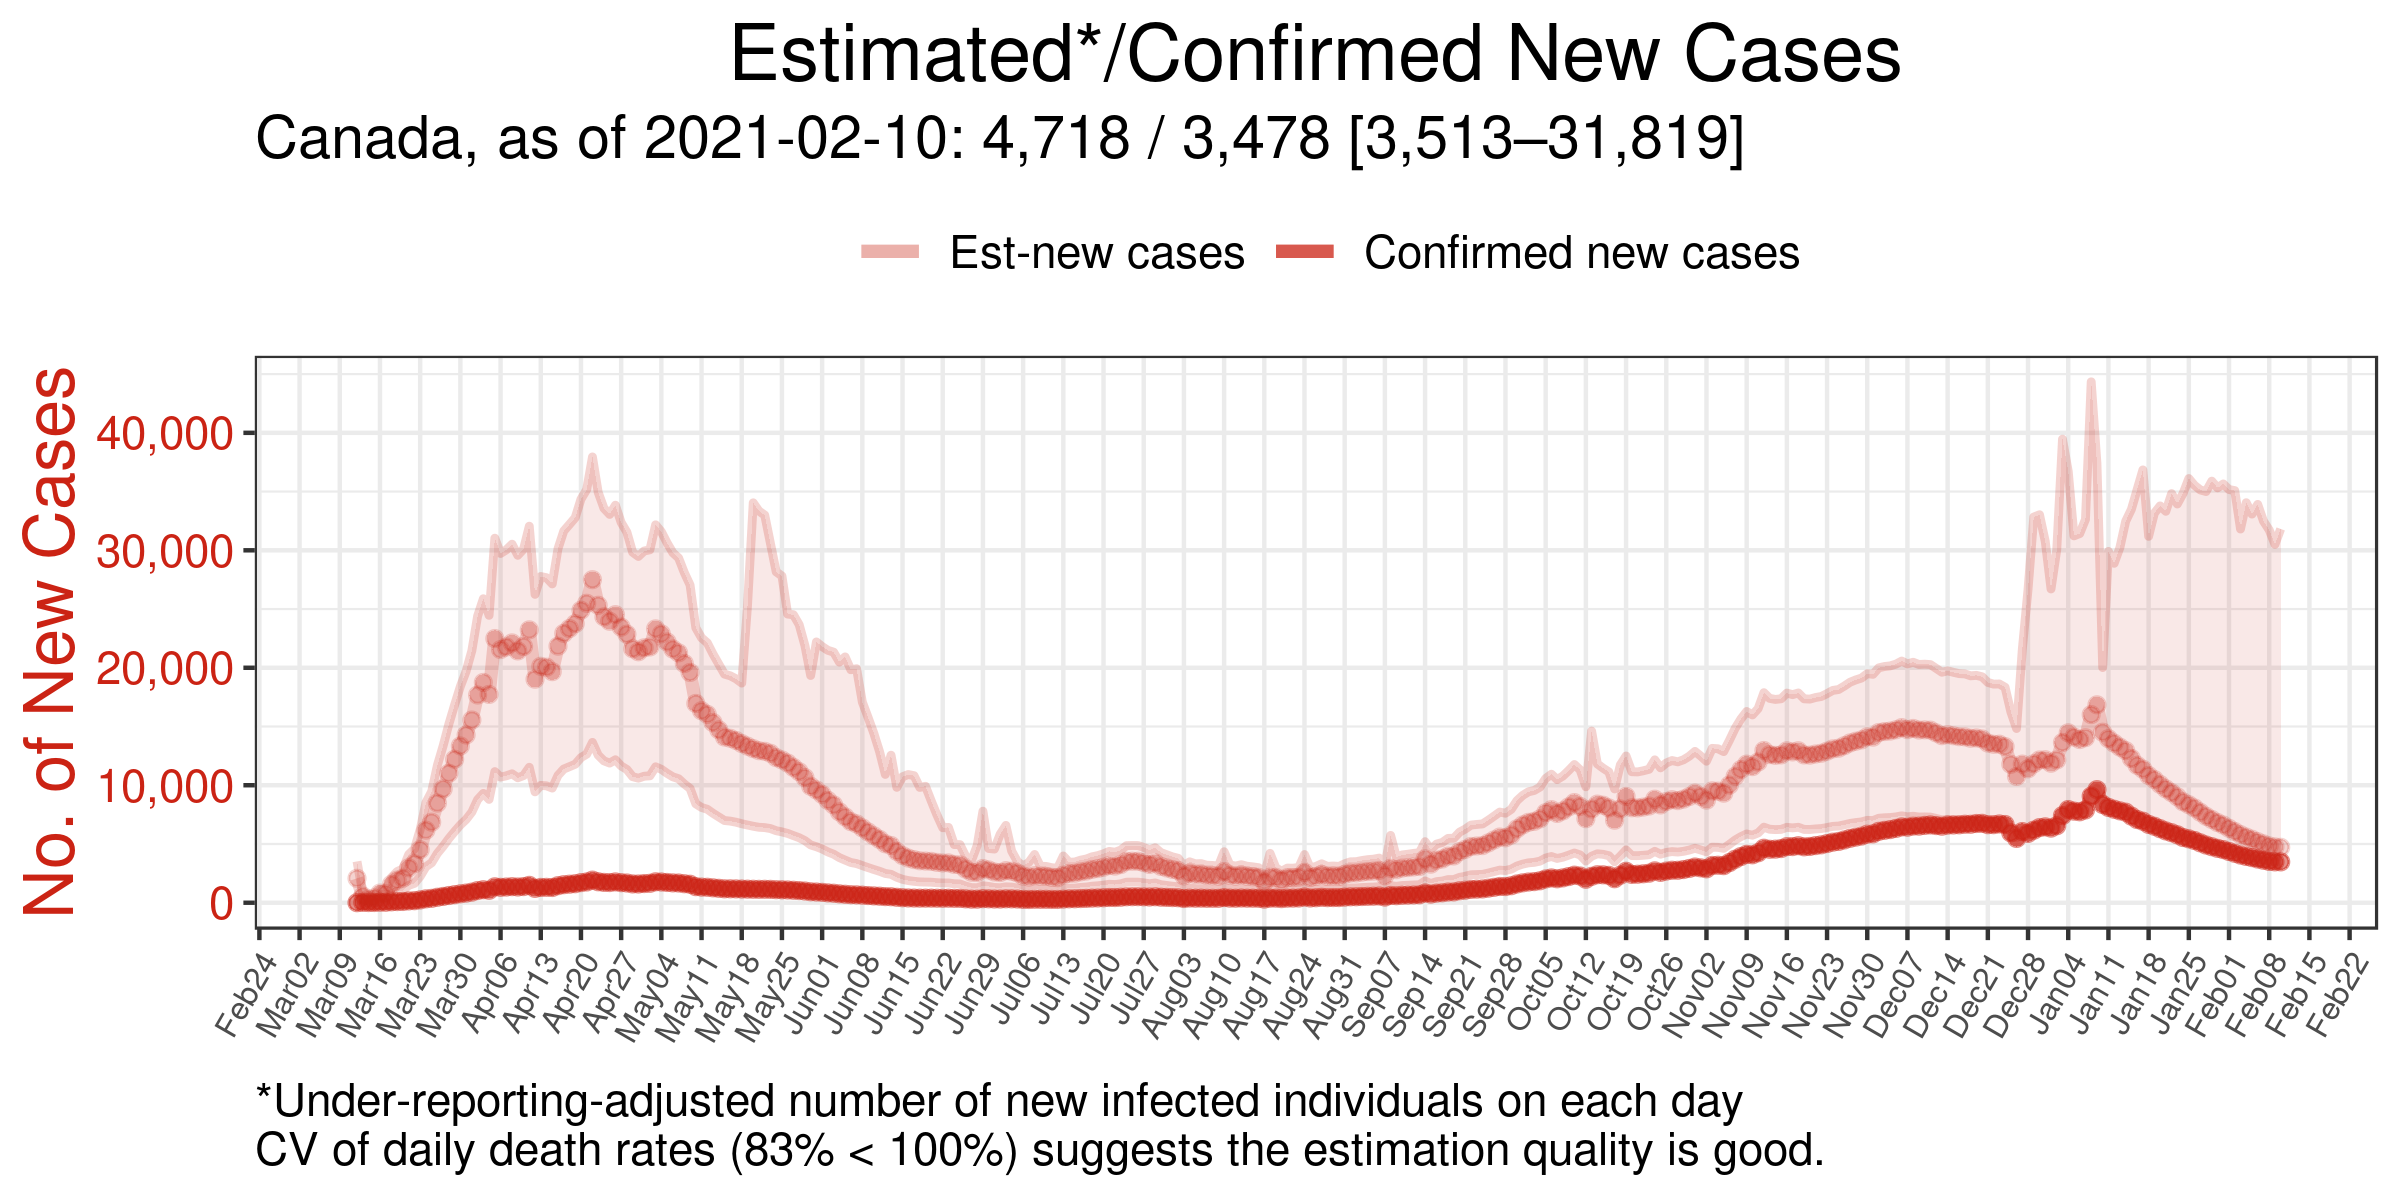 Estimated*/Confirmed New Cases
Canada, as of 2021-02-10: 4,718 / 3,478 [3,513–31,819]
Est-new cases
Confirmed new cases
No. of New Cases
40,000
30,000
20,000
10,000
0
Feb24
Mar02
Mar09
Mar16
Mar23
Mar30
Apr06
Apr13
Apr20
Apr27
May04
May11
May18
May25
Jun01
Jun08
Jun15
Jun22
Jun29
Jul06
Jul13
Jul20
Jul27
Aug03
Aug10
Aug17
Aug24
Aug31
Sep07
Sep14
Sep21
Sep28
Oct05
Oct12
Oct19
Oct26
Nov02
Nov09
Nov16
Nov23
Nov30
Dec07
Dec14
Dec21
Dec28
Jan04
Jan11
Jan18
Jan25
Feb01
Feb08
Feb15
Feb22
*Under-reporting-adjusted number of new infected individuals on each day
CV of daily death rates (83% < 100%) suggests the estimation quality is good.